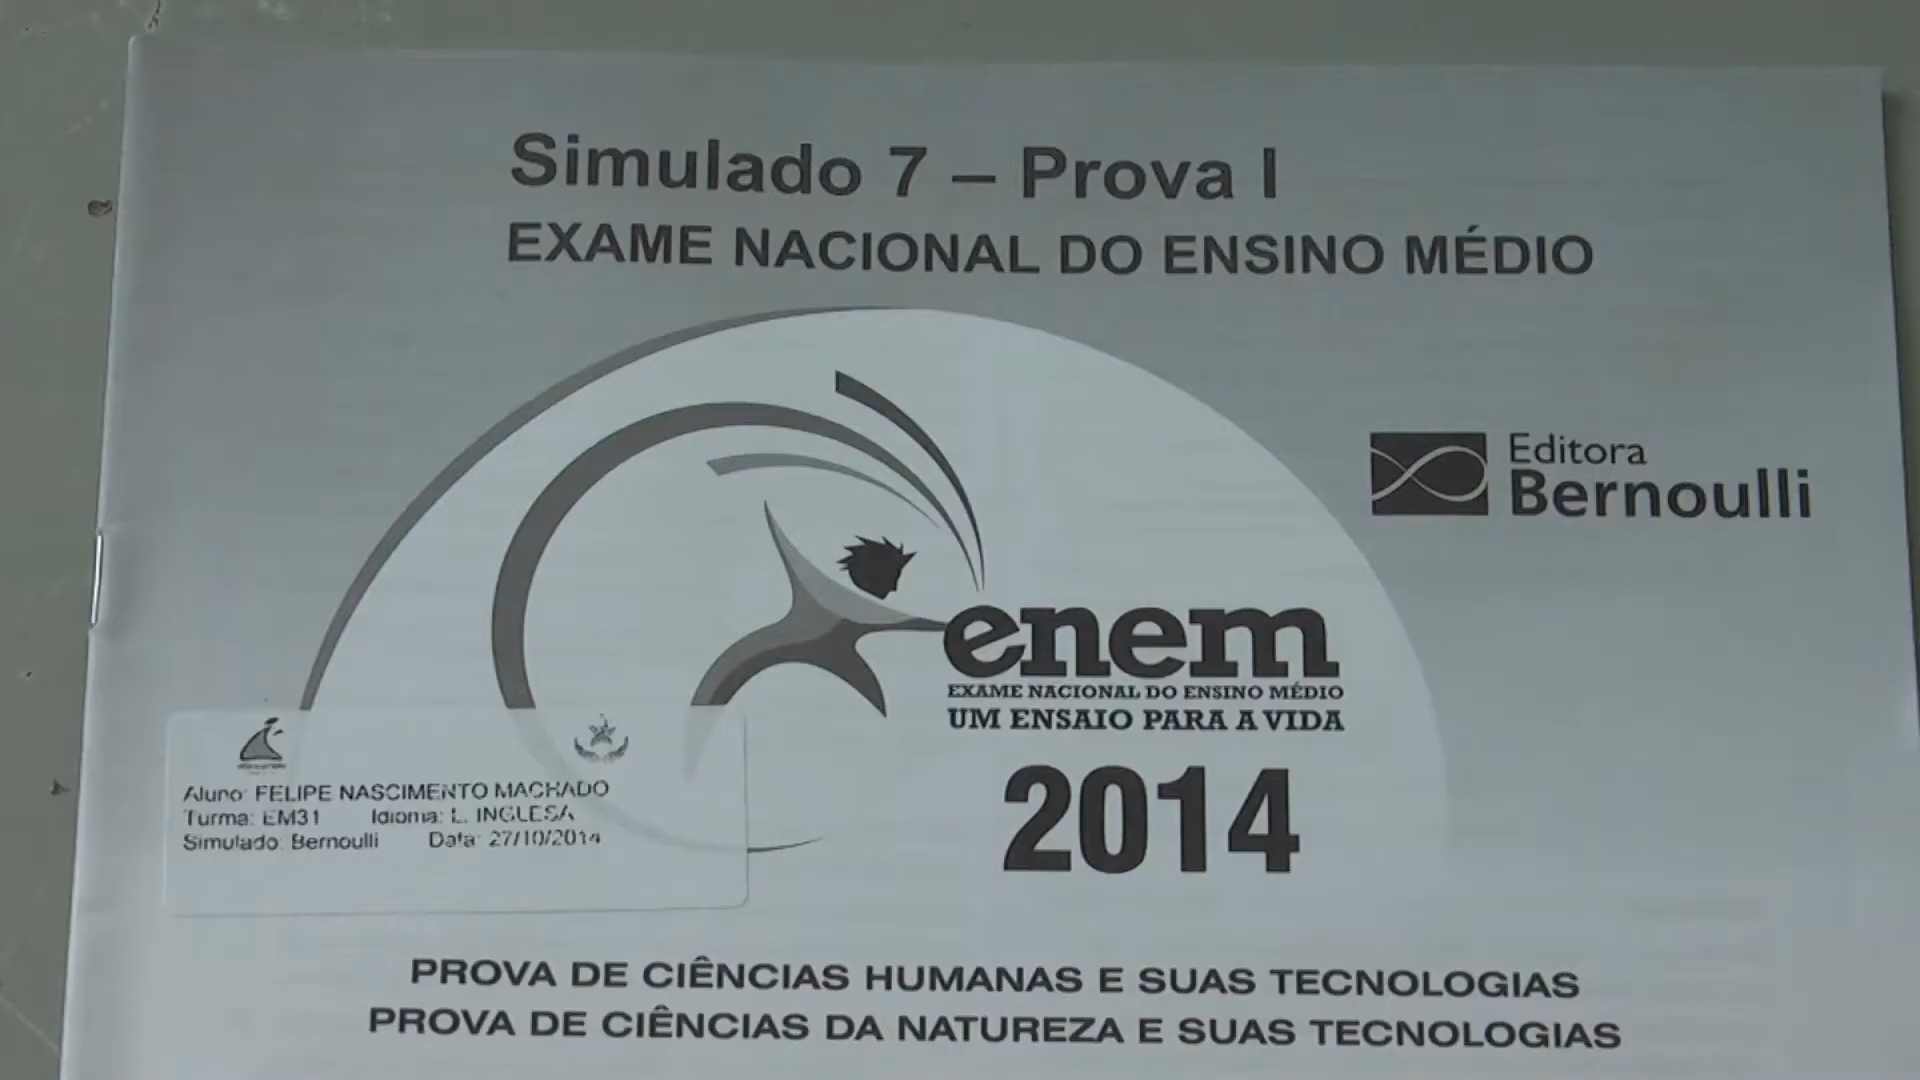 Simulado 7 – Prova I
EXAME NACIONAL DO ENSINO MÉDIO
Editora
Bernoulli
enem
EXAME NACIONAL DO ENSINO MÉDIO
UM ENSAIO PARA A VIDA
2014
Aluno: FELIPE NASCIMENTO MACHADO
Turma: EM31 Idioma: L. INGLESA
Simulado: Bernoulli Data: 27/10/2014
PROVA DE CIÊNCIAS HUMANAS E SUAS TECNOLOGIAS
PROVA DE CIÊNCIAS DA NATUREZA E SUAS TECNOLOGIAS